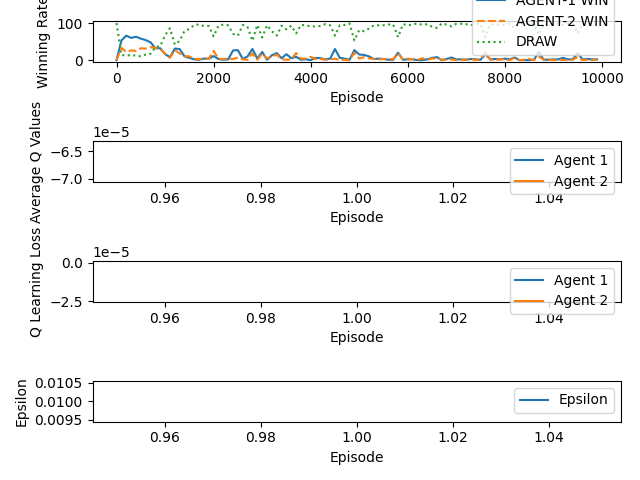 AGENT-1 WIN
AGENT-2 WIN
DRAW
Winning Rate
100
0
0 2000 4000 6000 8000 10000
Episode
1e−5
Average Q Values
−6.5
−7.0
Agent 1
Agent 2
0.96 0.98 1.00 1.02 1.04
Episode
1e−5
Q Learning Loss
0.0
−2.5
Agent 1
Agent 2
0.96 0.98 1.00 1.02 1.04
Episode
Epsilon
0.0105
0.0100
0.0095
Epsilon
0.96 0.98 1.00 1.02 1.04
Episode